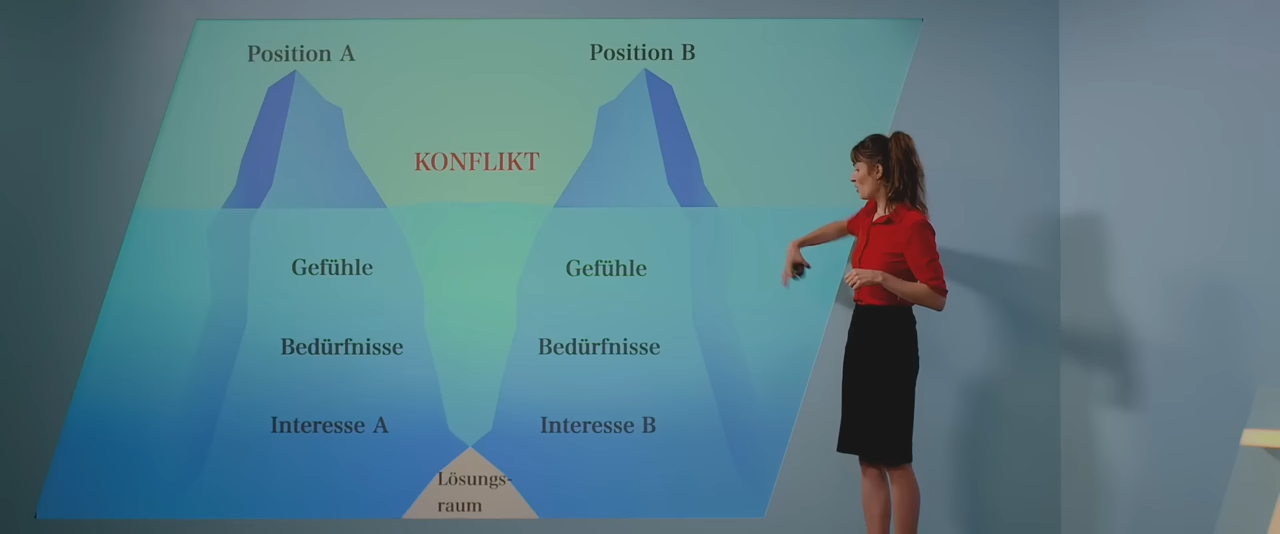 Position A
Position B
KONFLIKT
Gefühle
Gefühle
Bedürfnisse
Bedürfnisse
Interesse A
Interesse B
Lösungs-
raum